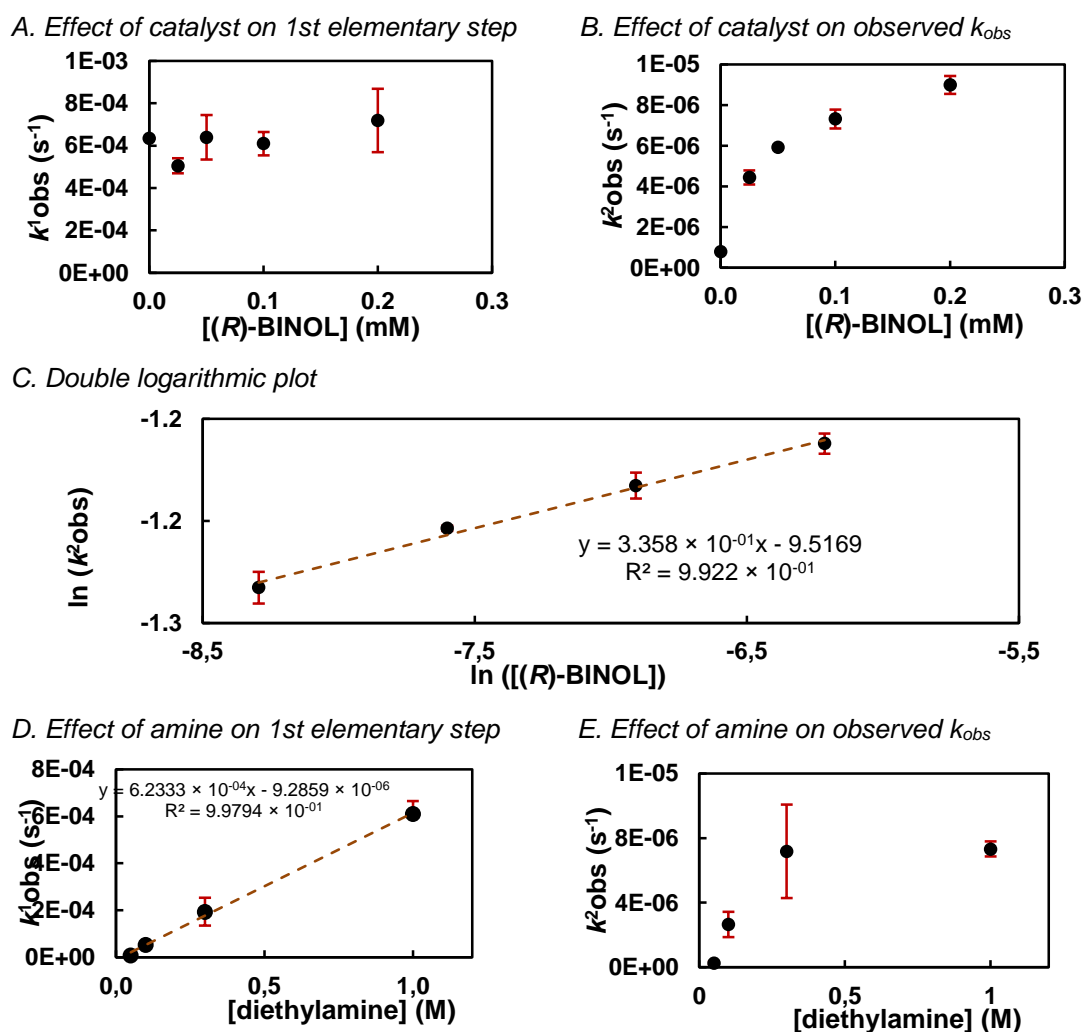 A. Effect of catalyst on 1st elementary step
1E-03
8E-04
6E-04
4E-04
2E-04
0E+00
k¹obs (s⁻¹)
0.0 0.1 0.2 0.3
[(R)-BINOL] (mM)
B. Effect of catalyst on observed kobs
1E-05
8E-06
6E-06
4E-06
2E-06
0E+00
k²obs (s⁻¹)
0.0 0.1 0.2 0.3
[(R)-BINOL] (mM)
C. Double logarithmic plot
-1.2
-1.2
-1.3
ln (k²obs)
y = 3.358 × 10⁻⁰¹x - 9.5169
R² = 9.922 × 10⁻⁰¹
-8,5 -7,5 -6,5 -5,5
ln ([(R)-BINOL])
D. Effect of amine on 1st elementary step
8E-04
6E-04
4E-04
2E-04
0E+00
k¹obs (s⁻¹)
y = 6.2333 × 10⁻⁰⁴x - 9.2859 × 10⁻⁰⁶
R² = 9.9794 × 10⁻⁰¹
0,0 0,5 1,0
[diethylamine] (M)
E. Effect of amine on observed kobs
1E-05
8E-06
4E-06
0E+00
k²obs (s⁻¹)
0 0,5 1
[diethylamine] (M)